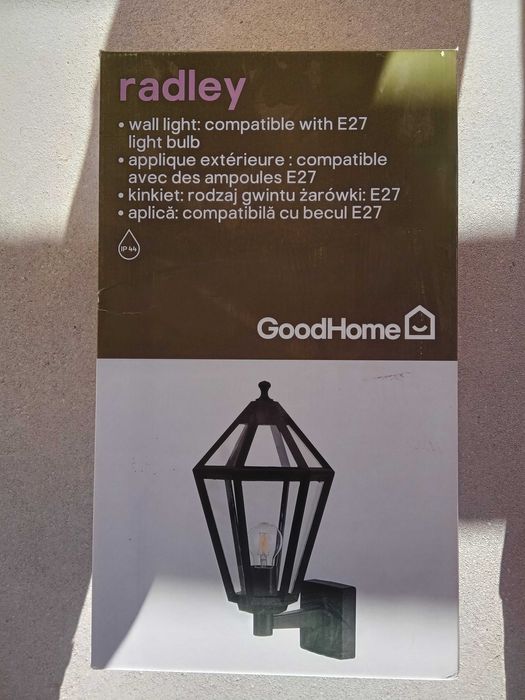 radley
• wall light: compatible with E27
light bulb
• applique extérieure : compatible
avec des ampoules E27
• kinkiet: rodzaj gwintu żarówki: E27
• aplică: compatibilă cu becul E27
IP 44
GoodHome